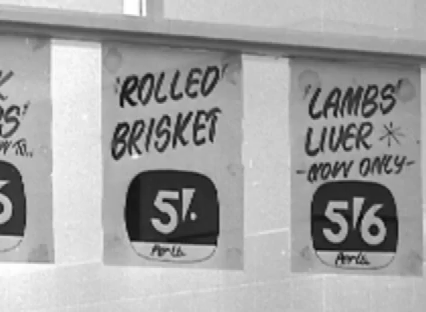 'ROLLED'
BRISKET
5/.
Per Lb.
'LAMBS'
LIVER *
-NOW ONLY-
5/6
Per Lb.